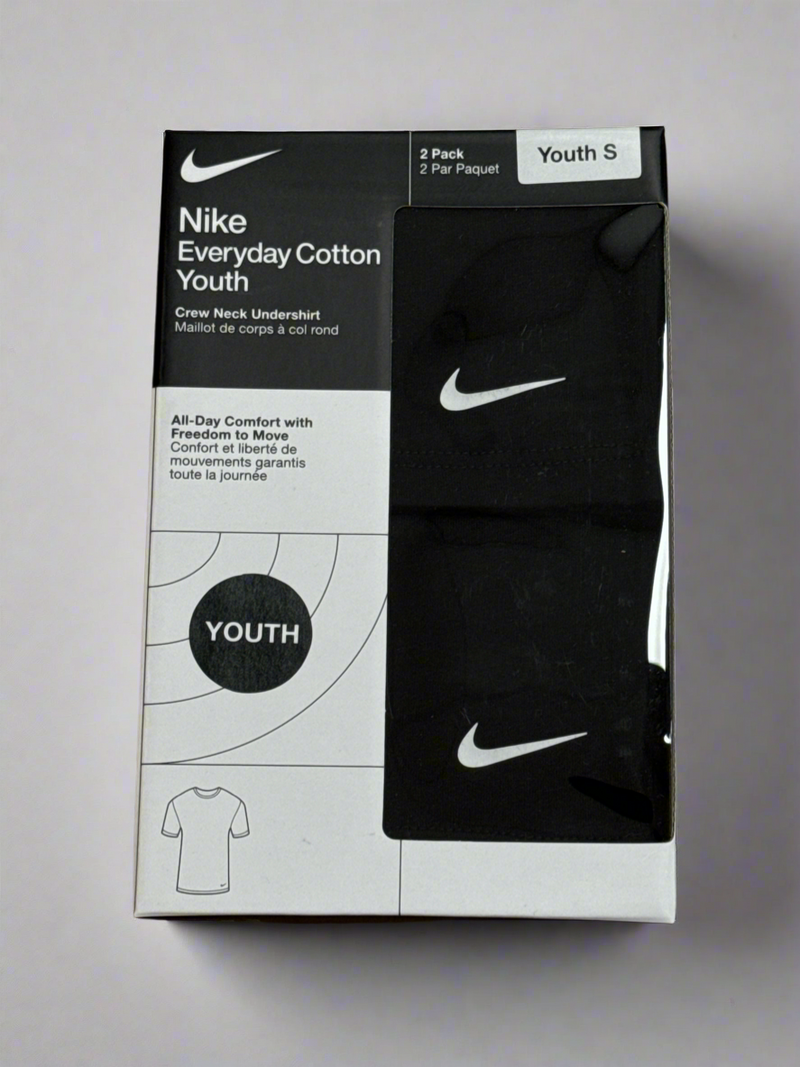 2 Pack
2 Par Paquet
Youth S
Nike
Everyday Cotton
Youth
Crew Neck Undershirt
Maillot de corps à col rond
All-Day Comfort with
Freedom to Move
Confort et liberté de
mouvements garantis
toute la journée
YOUTH